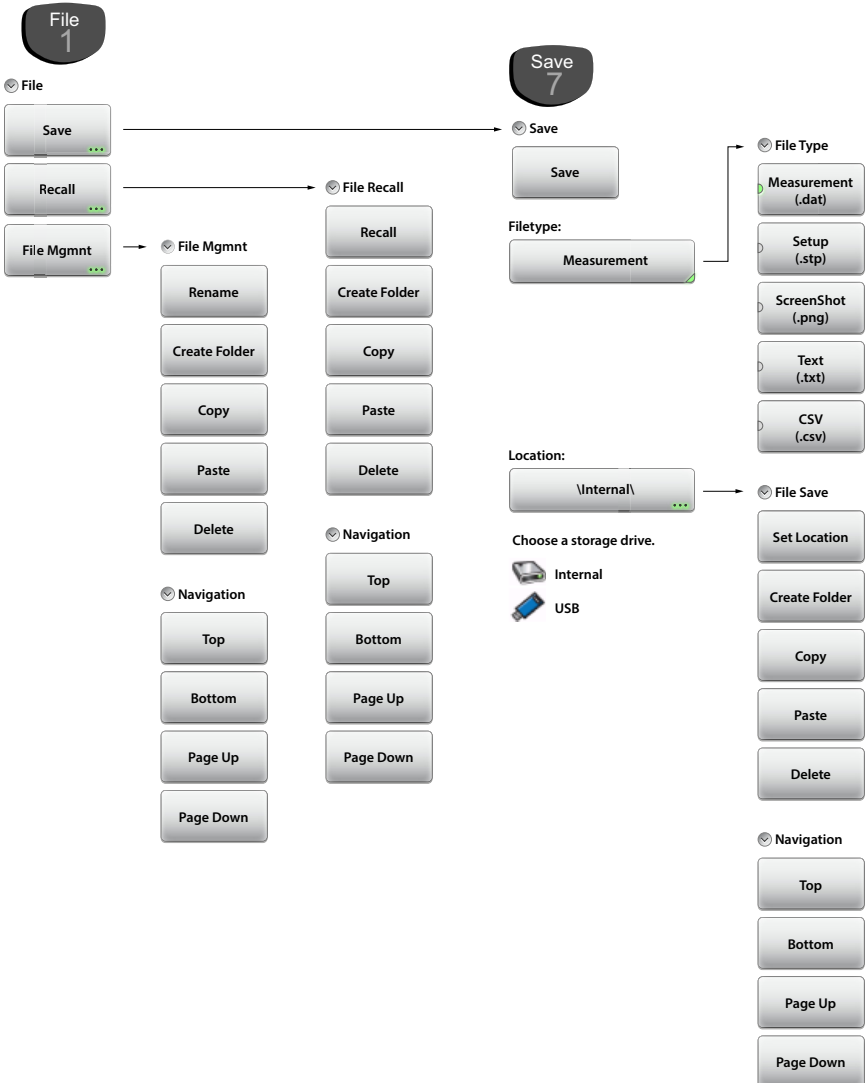 File
1
File
Save
Recall
File Mgmnt
File Mgmnt
Rename
Create Folder
Copy
Paste
Delete
Navigation
Top
Bottom
Page Up
Page Down
File Recall
Recall
Create Folder
Copy
Paste
Delete
Navigation
Top
Bottom
Page Up
Page Down
Save
7
Save
Save
Filetype:
Measurement
Location:
\Internal\
Choose a storage drive.
Internal
USB
File Type
Measurement
(.dat)
Setup
(.stp)
ScreenShot
(.png)
Text
(.txt)
CSV
(.csv)
File Save
Set Location
Create Folder
Copy
Paste
Delete
Navigation
Top
Bottom
Page Up
Page Down